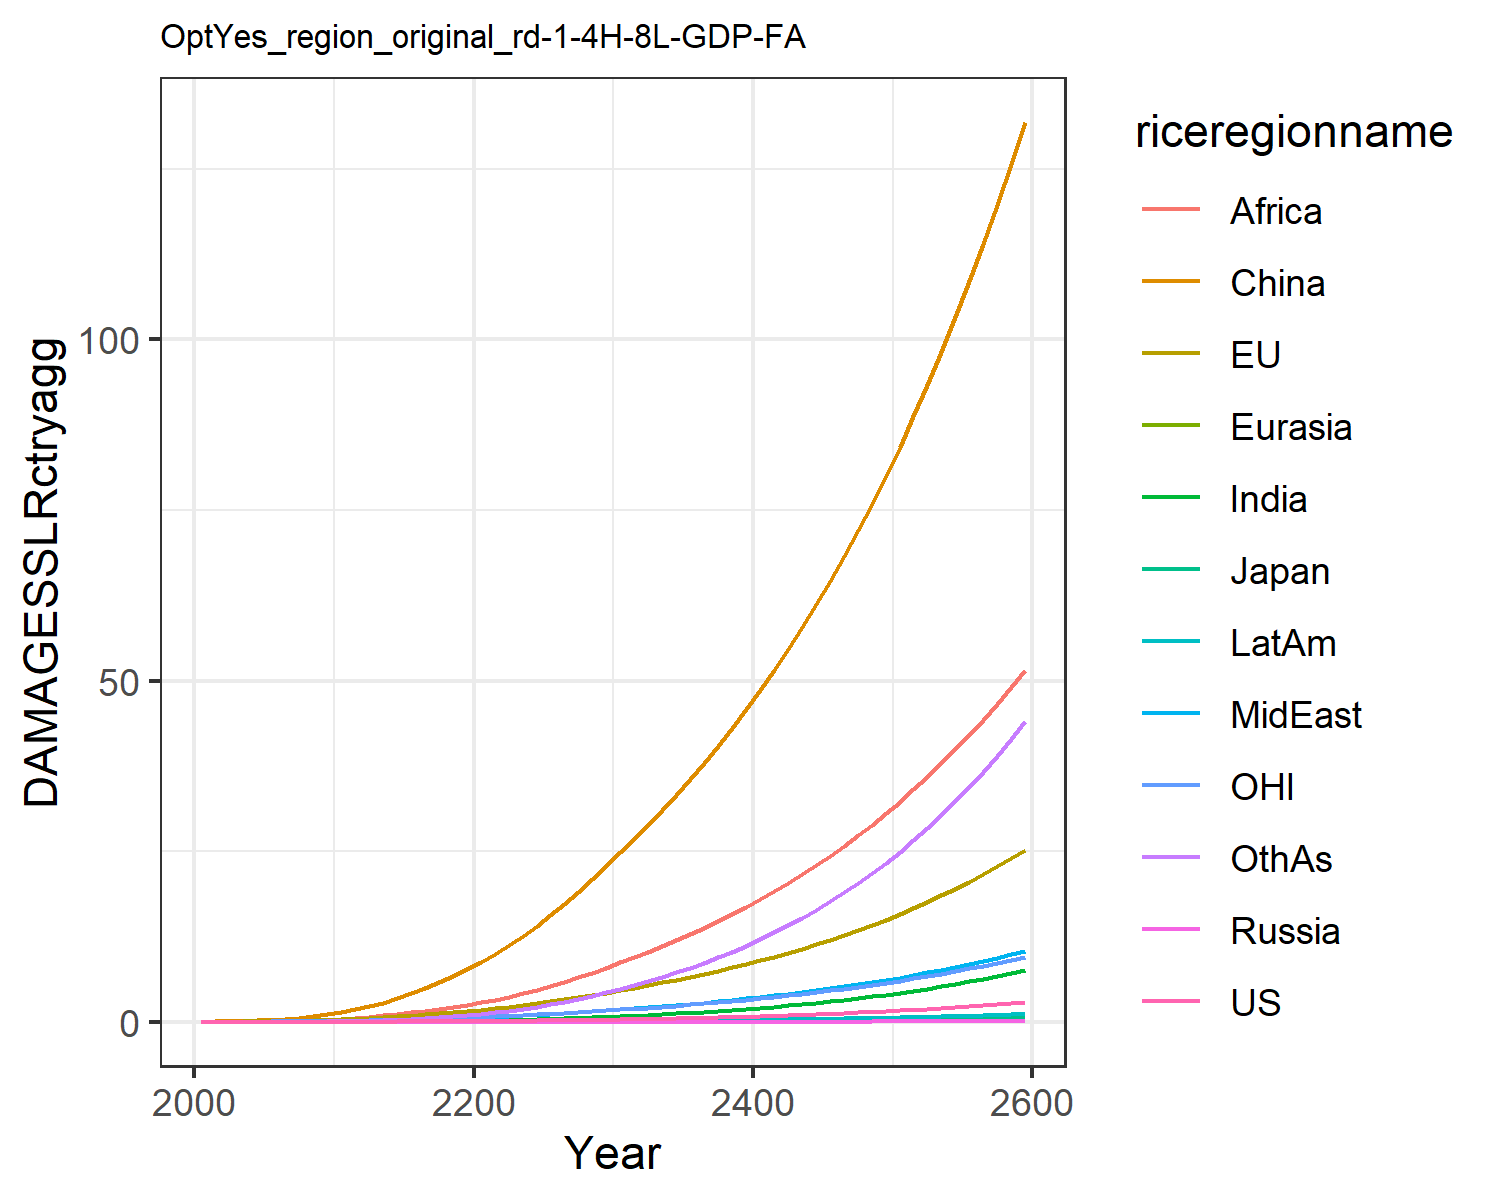 OptYes_region_original_rd-1-4H-8L-GDP-FA
DAMAGESSLRctryagg
100
50
0
2000
2200
2400
2600
Year
riceregionname
Africa
China
EU
Eurasia
India
Japan
LatAm
MidEast
OHI
OthAs
Russia
US